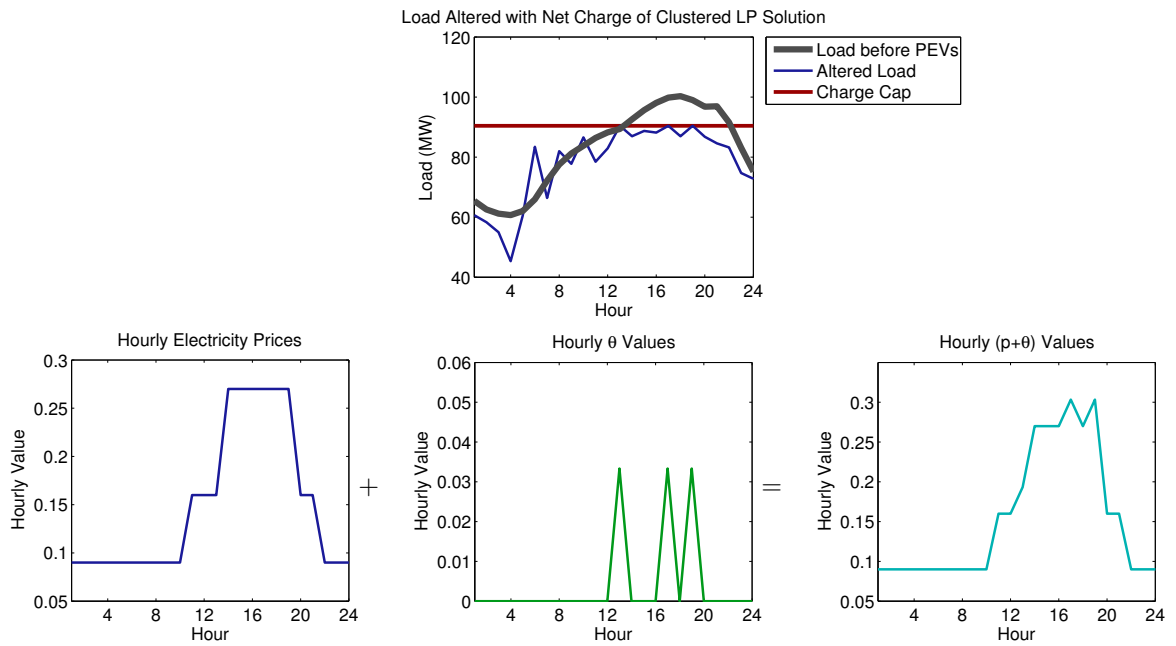 Load Altered with Net Charge of Clustered LP Solution
120
100
80
60
40
Load (MW)
4 8 12 16 20 24
Hour
Load before PEVs
Altered Load
Charge Cap
Hourly Electricity Prices
0.3
0.25
0.2
0.15
0.1
0.05
Hourly Value
4 8 12 16 20 24
Hour
+
Hourly θ Values
0.06
0.05
0.04
0.03
0.02
0.01
0
Hourly Value
4 8 12 16 20 24
Hour
=
Hourly (p+θ) Values
0.3
0.25
0.2
0.15
0.1
0.05
Hourly Value
4 8 12 16 20 24
Hour